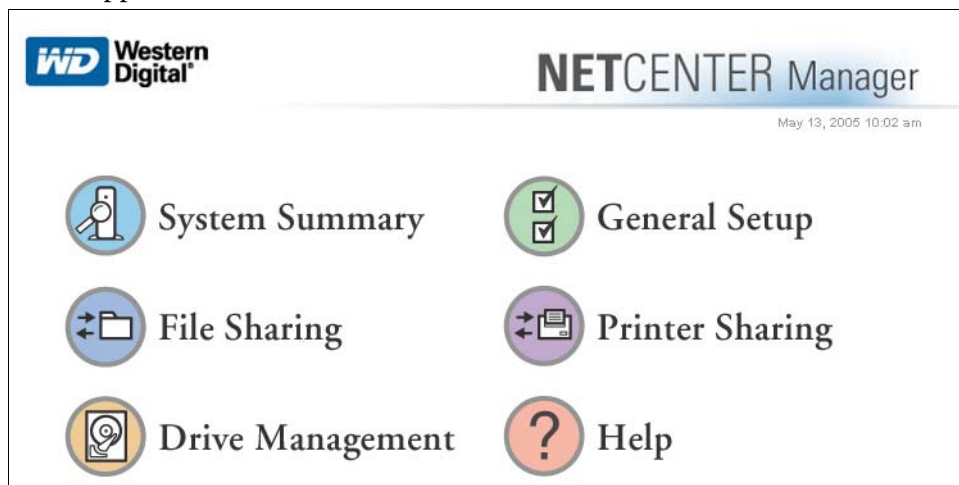 WD Western
Digital®
NETCENTER Manager
May 13, 2005 10:02 am
System Summary
General Setup
File Sharing
Printer Sharing
Drive Management
? Help